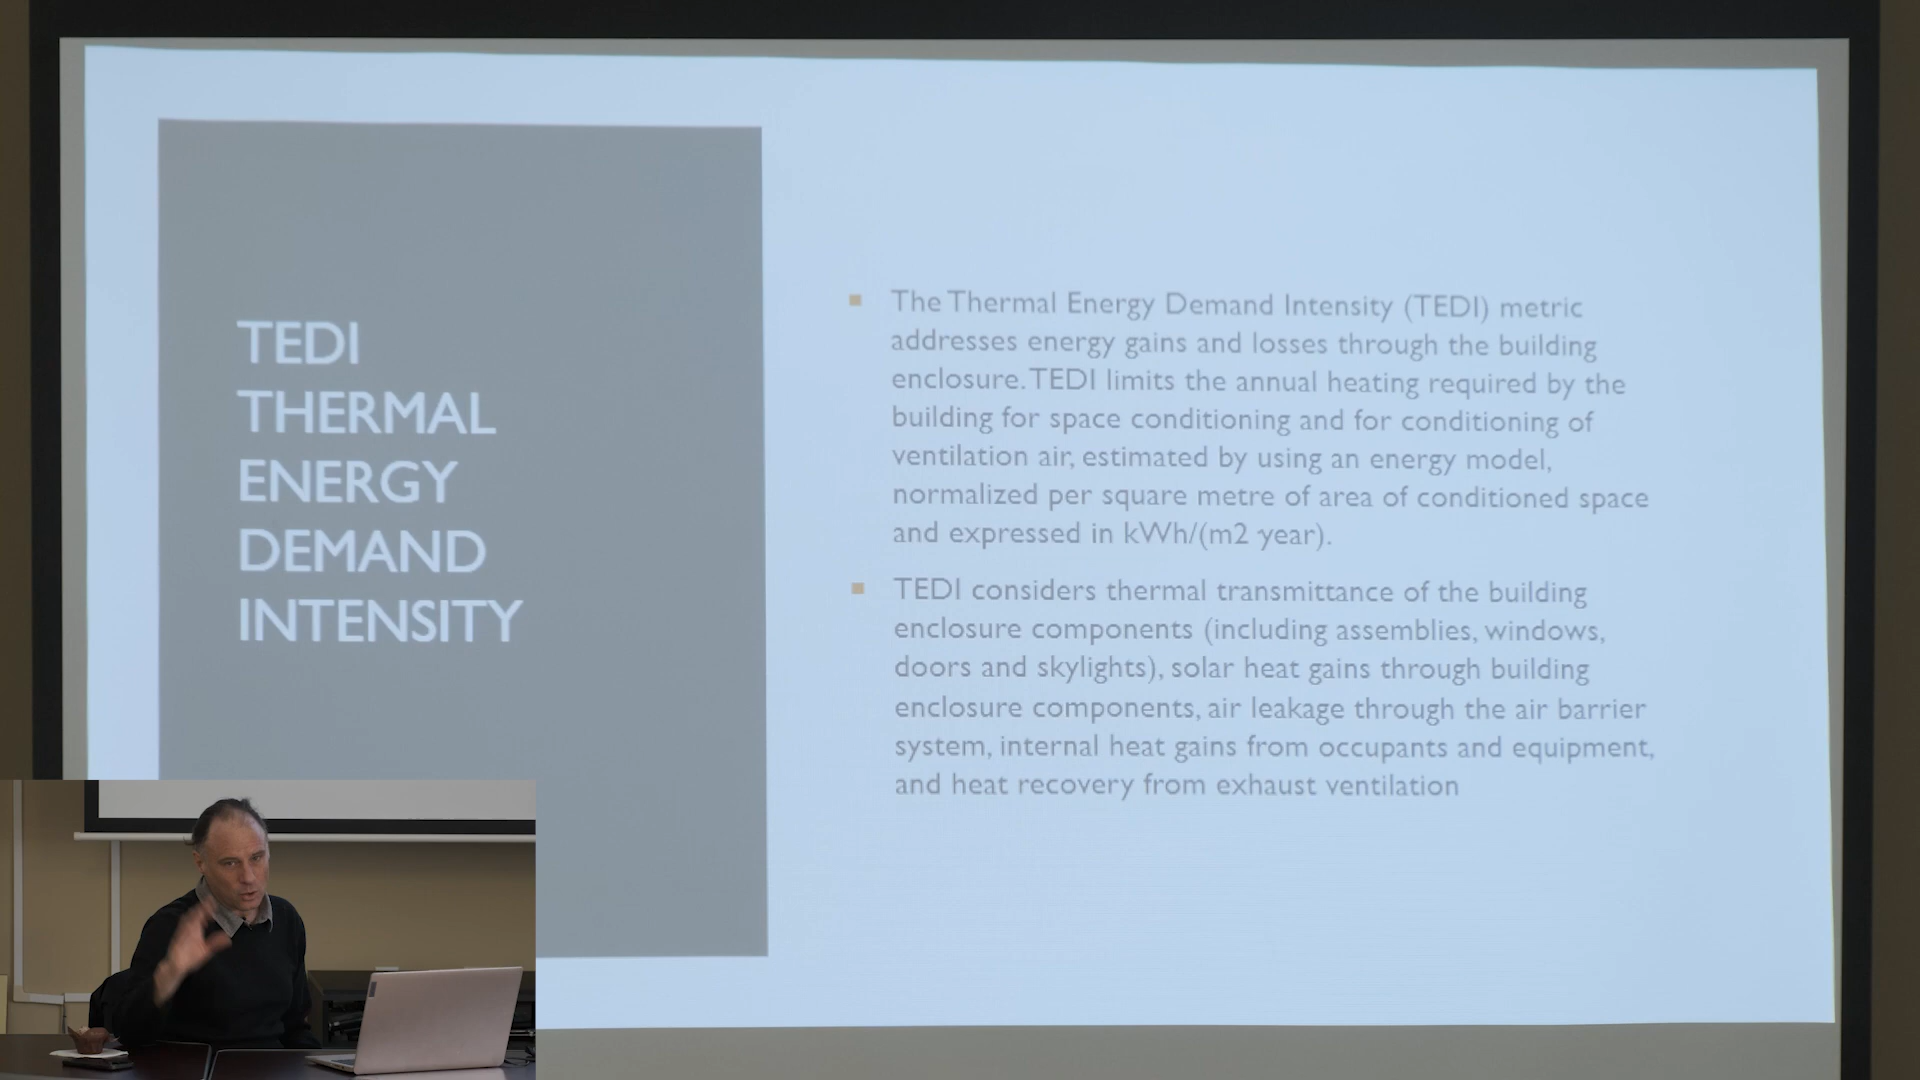 TEDI
THERMAL
ENERGY
DEMAND
INTENSITY
The Thermal Energy Demand Intensity (TEDI) metric
addresses energy gains and losses through the building
enclosure. TEDI limits the annual heating required by the
building for space conditioning and for conditioning of
ventilation air, estimated by using an energy model,
normalized per square metre of area of conditioned space
and expressed in kWh/(m2 year).
TEDI considers thermal transmittance of the building
enclosure components (including assemblies, windows,
doors and skylights), solar heat gains through building
enclosure components, air leakage through the air barrier
system, internal heat gains from occupants and equipment,
and heat recovery from exhaust ventilation